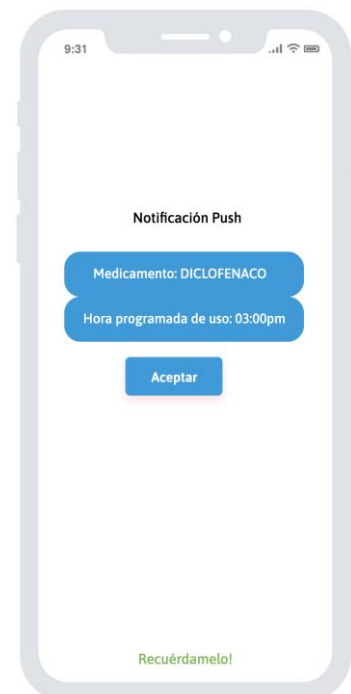 9:31
Notificación Push
Medicamento: DICLOFENACO
Hora programada de uso: 03:00pm
Aceptar
Recuérdamelo!